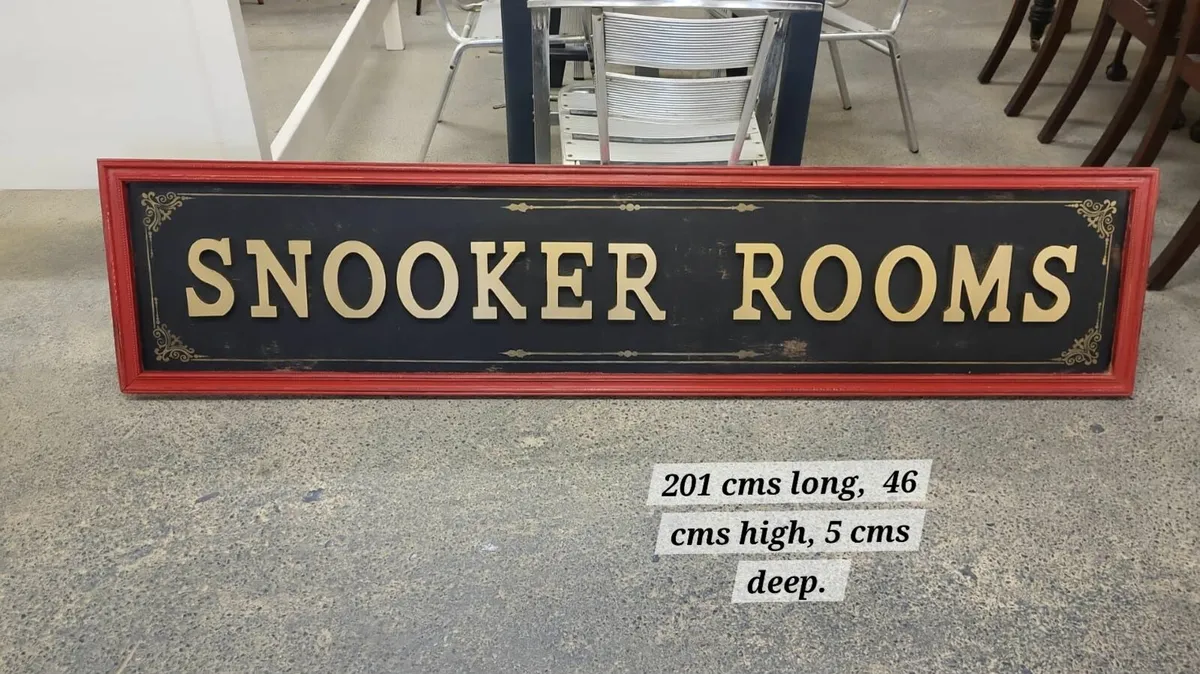 SNOOKER ROOMS
201 cms long, 46
cms high, 5 cms
deep.